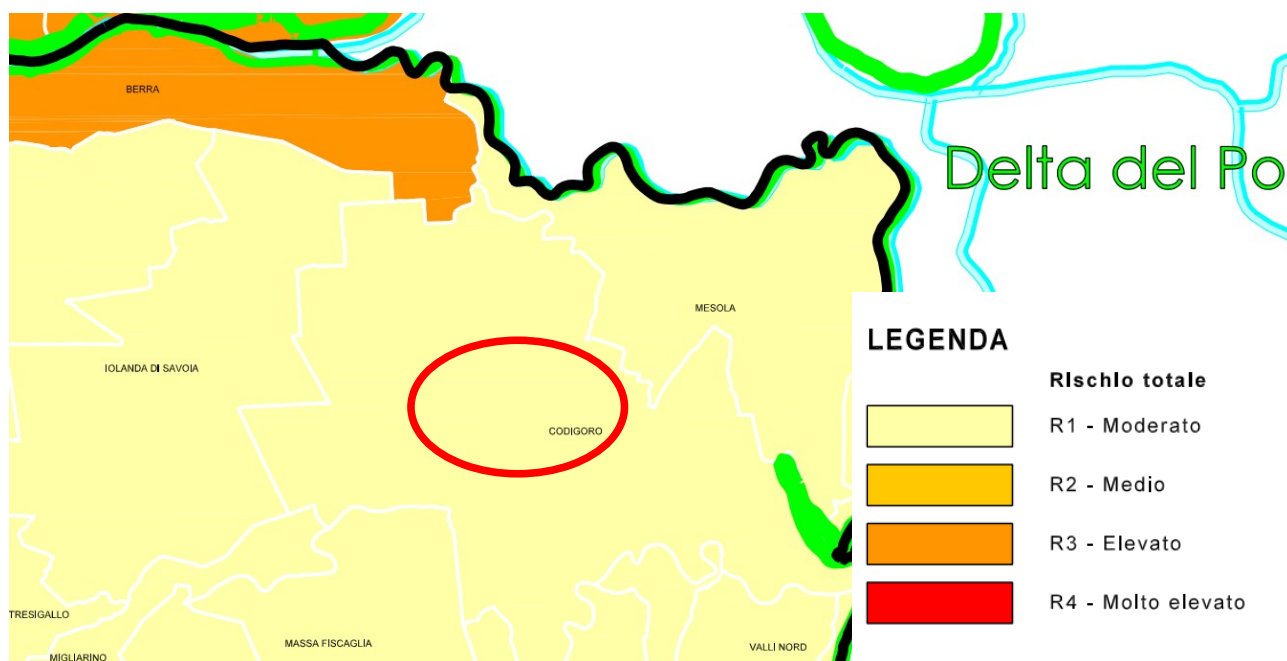 BERRA
Delta del Po
MESOLA
IOLANDA DI SAVOIA
CODIGORO
TRESIGALLO
MIGLIARINO
MASSA FISCAGLIA
VALLI NORD
LEGENDA
Rischio totale
R1 - Moderato
R2 - Medio
R3 - Elevato
R4 - Molto elevato